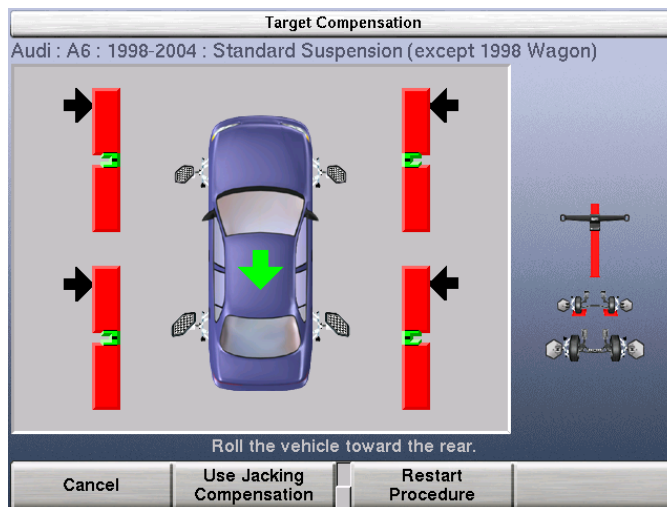 Target Compensation
Audi : A6 : 1998-2004 : Standard Suspension (except 1998 Wagon)
Roll the vehicle toward the rear.
Cancel
Use Jacking
Compensation
Restart
Procedure